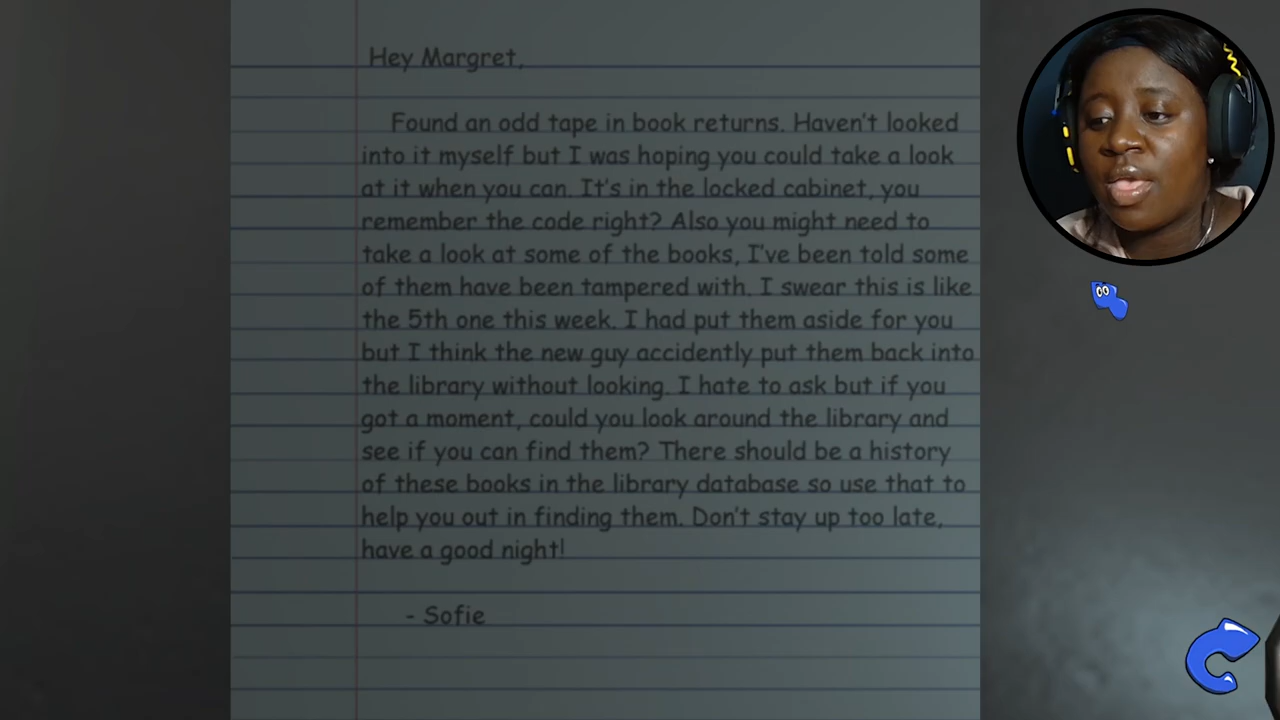 Hey Margret,
Found an odd tape in book returns. Haven't looked
into it myself but I was hoping you could take a look
at it when you can. It's in the locked cabinet, you
remember the code right? Also you might need to
take a look at some of the books, I've been told some
of them have been tampered with. I swear this is like
the 5th one this week. I had put them aside for you
but I think the new guy accidently put them back into
the library without looking. I hate to ask but if you
got a moment, could you look around the library and
see if you can find them? There should be a history
of these books in the library database so use that to
help you out in finding them. Don't stay up too late,
have a good night!
- Sofie